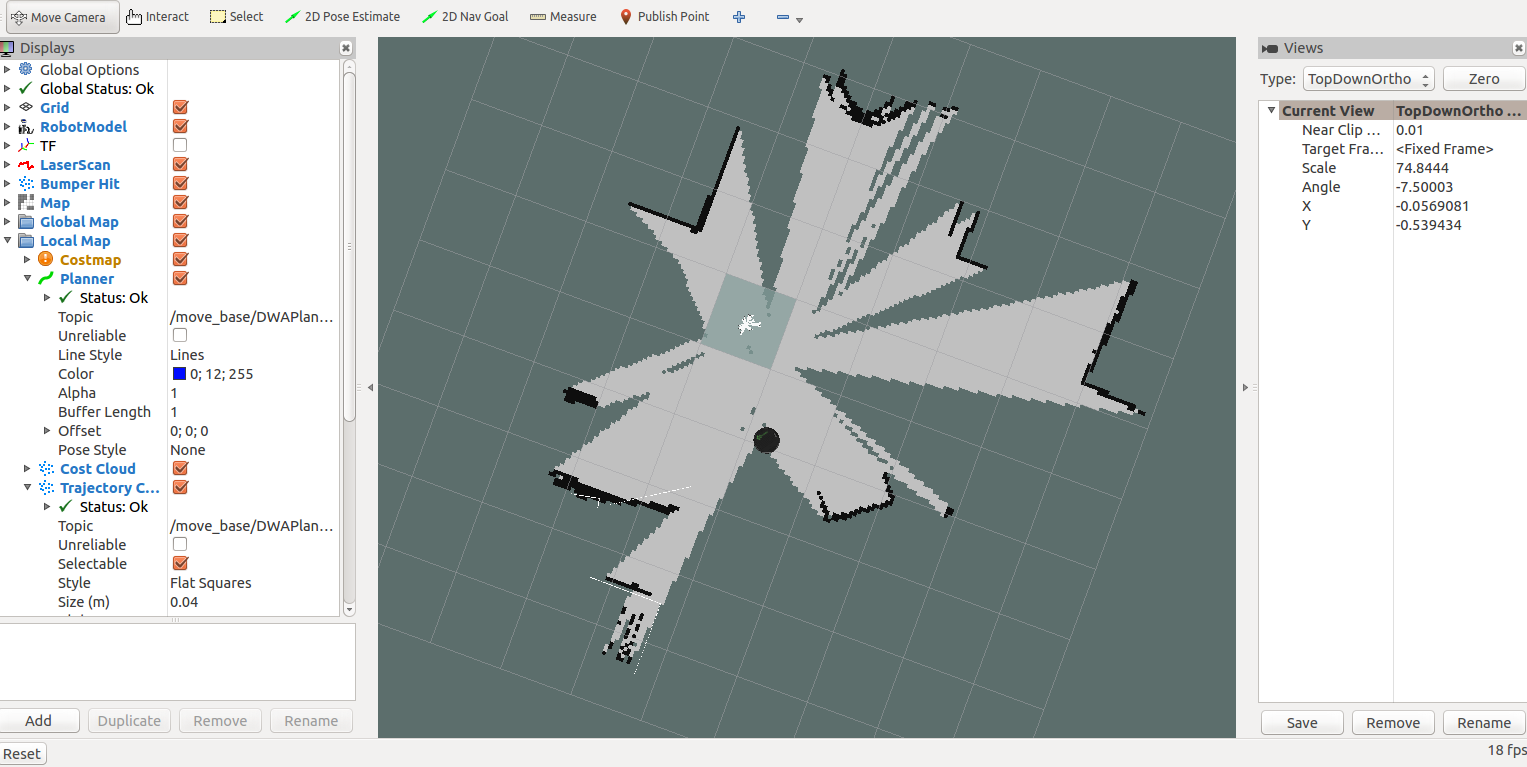 Move Camera Interact Select 2D Pose Estimate 2D Nav Goal Measure Publish Point
Displays
Global Options
Global Status: Ok
Grid
RobotModel
TF
LaserScan
Bumper Hit
Map
Global Map
Local Map
Costmap
Planner
Status: Ok
Topic /move_base/DWAPlan...
Unreliable
Line Style Lines
Color 0; 12; 255
Alpha 1
Buffer Length 1
Offset 0; 0; 0
Pose Style None
Cost Cloud
Trajectory C...
Status: Ok
Topic /move_base/DWAPlan...
Unreliable
Selectable
Style Flat Squares
Size (m) 0.04
Add Duplicate Remove Rename
Reset
Views
Type: TopDownOrtho Zero
Current View TopDownOrtho ...
Near Clip ... 0.01
Target Fra... <Fixed Frame>
Scale 74.8444
Angle -7.50003
X -0.0569081
Y -0.539434
Save Remove Rename
18 fps